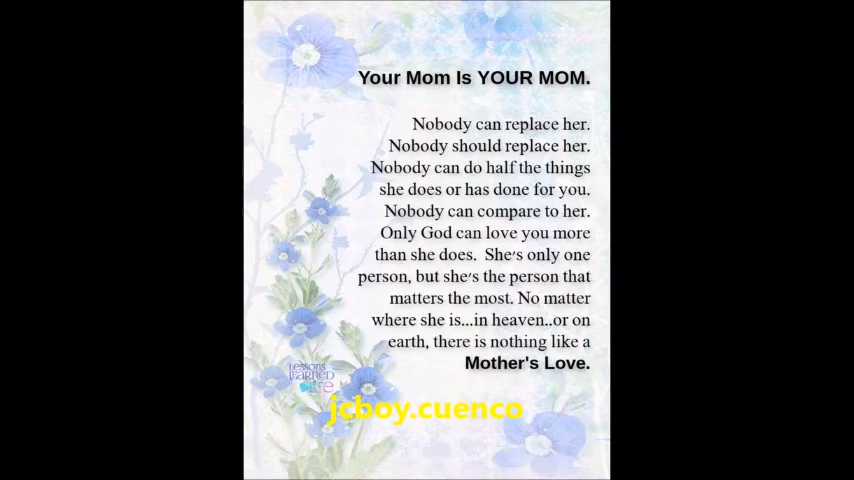 Your Mom Is YOUR MOM.
Nobody can replace her.
Nobody should replace her.
Nobody can do half the things
she does or has done for you.
Nobody can compare to her.
Only God can love you more
than she does. She's only one
person, but she's the person that
matters the most. No matter
where she is...in heaven..or on
earth, there is nothing like a
Mother's Love.
LESSONS
LEARNED
LIFE
jcboy.cuenco